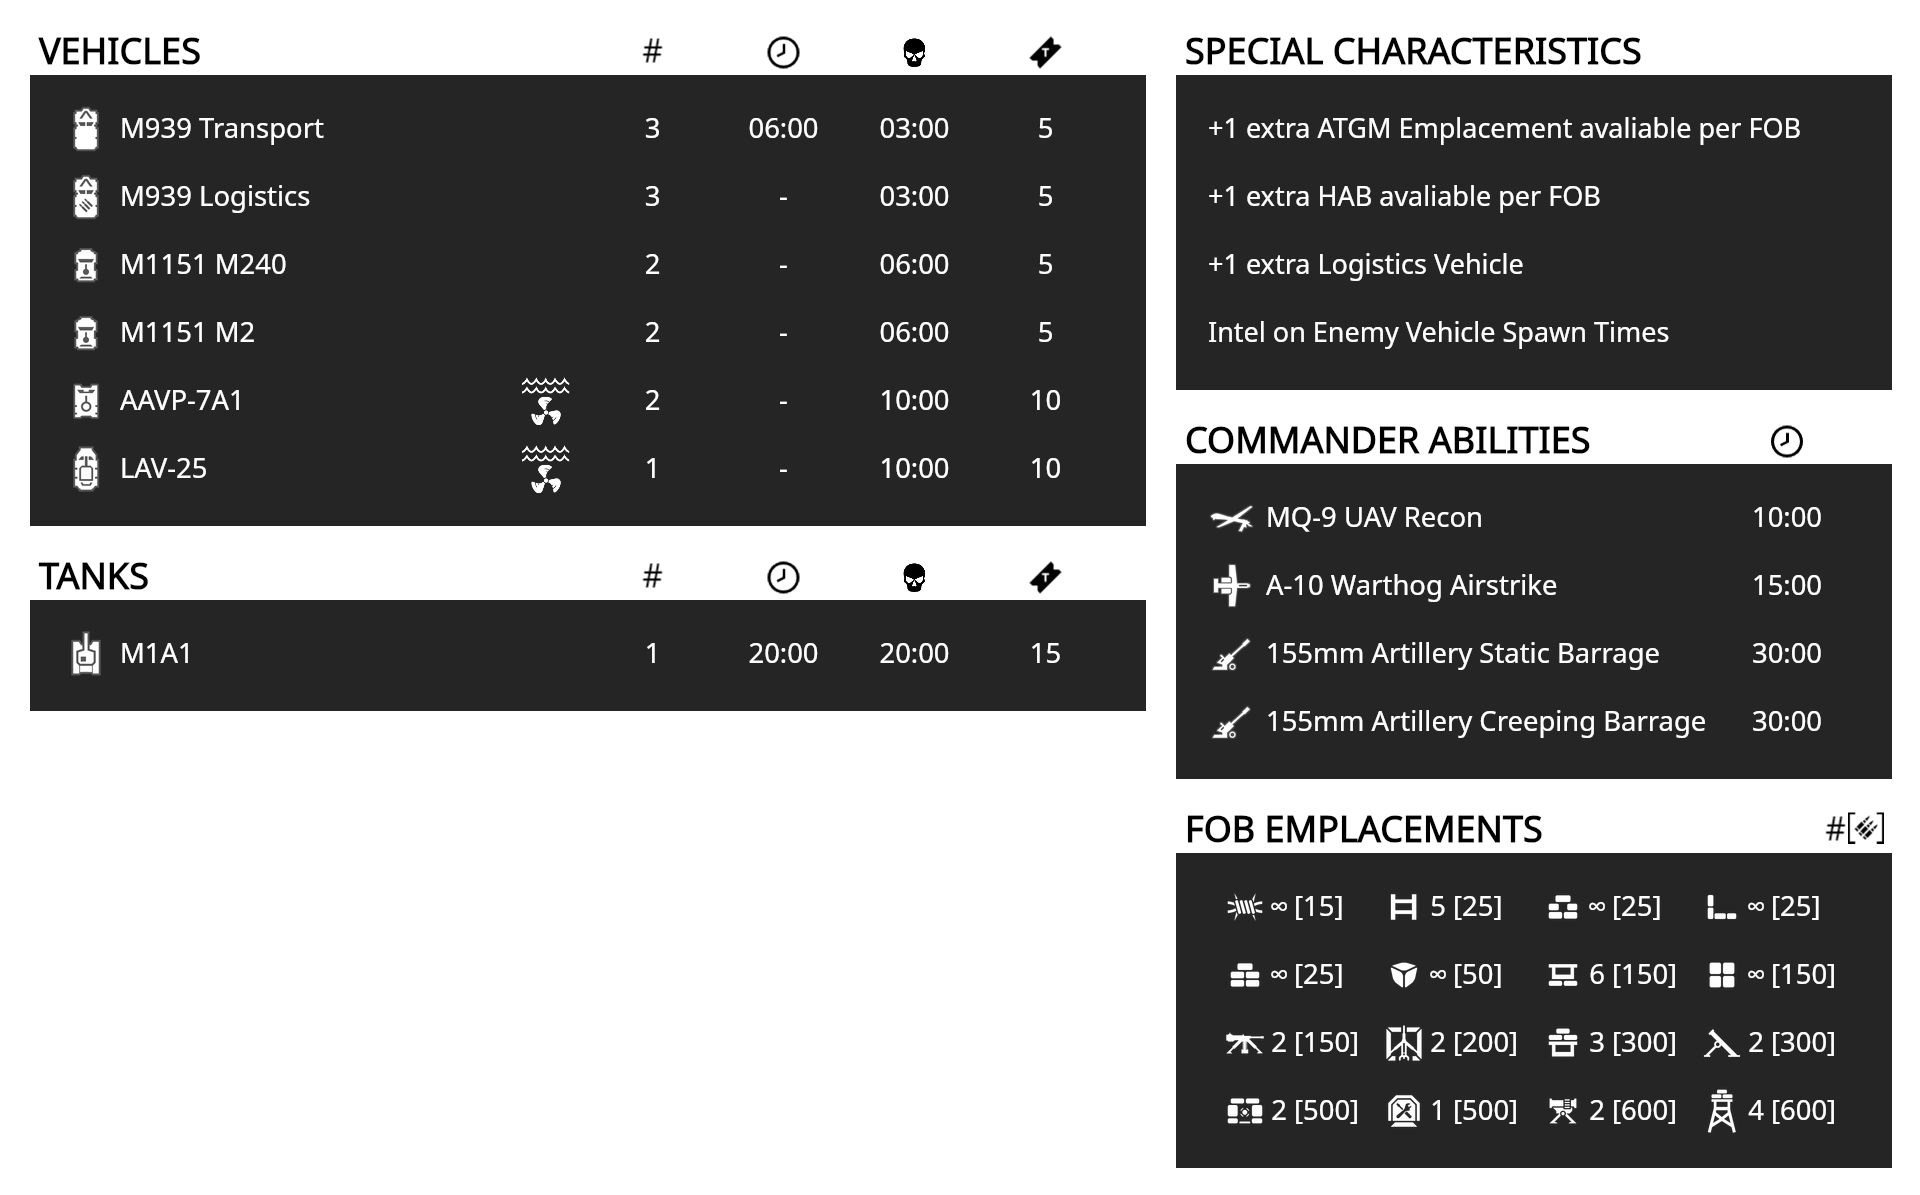 VEHICLES #
M939 Transport 3 06:00 03:00 5
M939 Logistics 3 - 03:00 5
M1151 M240 2 - 06:00 5
M1151 M2 2 - 06:00 5
AAVP-7A1 2 - 10:00 10
LAV-25 1 - 10:00 10
TANKS #
M1A1 1 20:00 20:00 15
SPECIAL CHARACTERISTICS
+1 extra ATGM Emplacement avaliable per FOB
+1 extra HAB avaliable per FOB
+1 extra Logistics Vehicle
Intel on Enemy Vehicle Spawn Times
COMMANDER ABILITIES
MQ-9 UAV Recon 10:00
A-10 Warthog Airstrike 15:00
155mm Artillery Static Barrage 30:00
155mm Artillery Creeping Barrage 30:00
FOB EMPLACEMENTS #[]
∞ [15] 5 [25] ∞ [25] ∞ [25]
∞ [25] ∞ [50] 6 [150] ∞ [150]
2 [150] 2 [200] 3 [300] 2 [300]
2 [500] 1 [500] 2 [600] 4 [600]